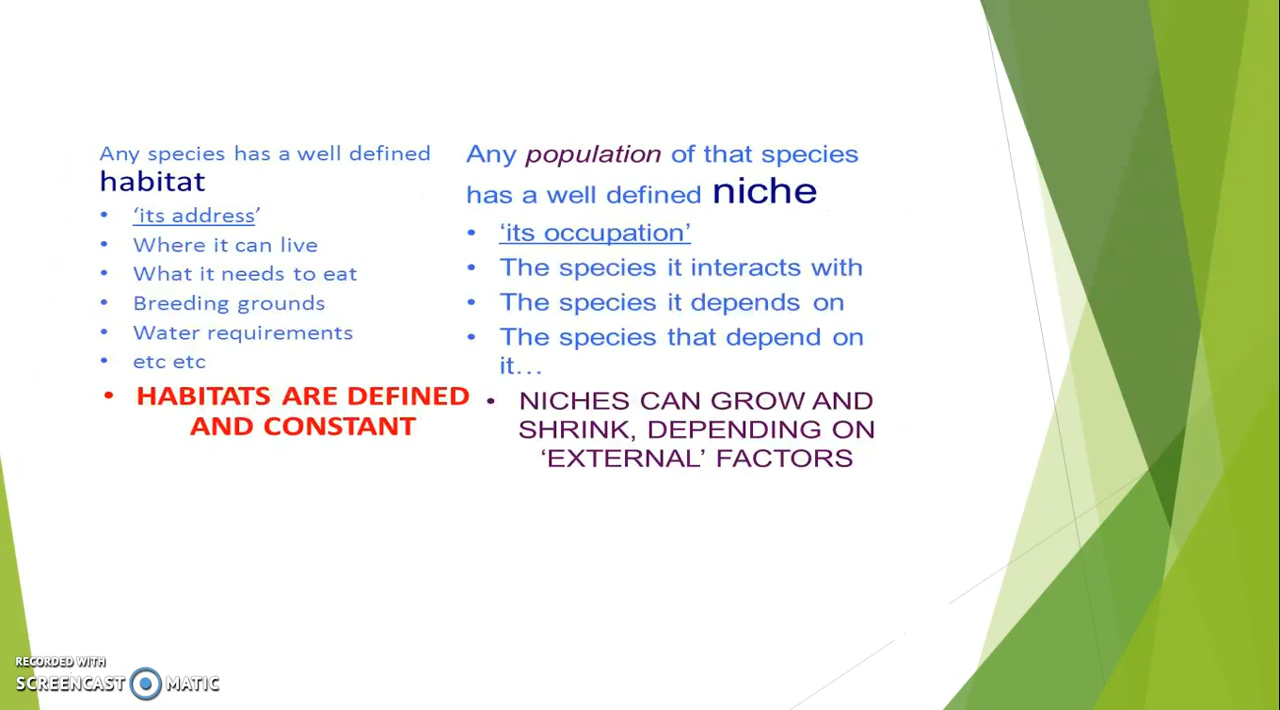 Any species has a well defined
habitat
• 'its address'
• Where it can live
• What it needs to eat
• Breeding grounds
• Water requirements
• etc etc
• HABITATS ARE DEFINED
AND CONSTANT
Any population of that species
has a well defined niche
• 'its occupation'
• The species it interacts with
• The species it depends on
• The species that depend on
it…
• NICHES CAN GROW AND
SHRINK, DEPENDING ON
'EXTERNAL' FACTORS
RECORDED WITH
SCREENCAST MATIC